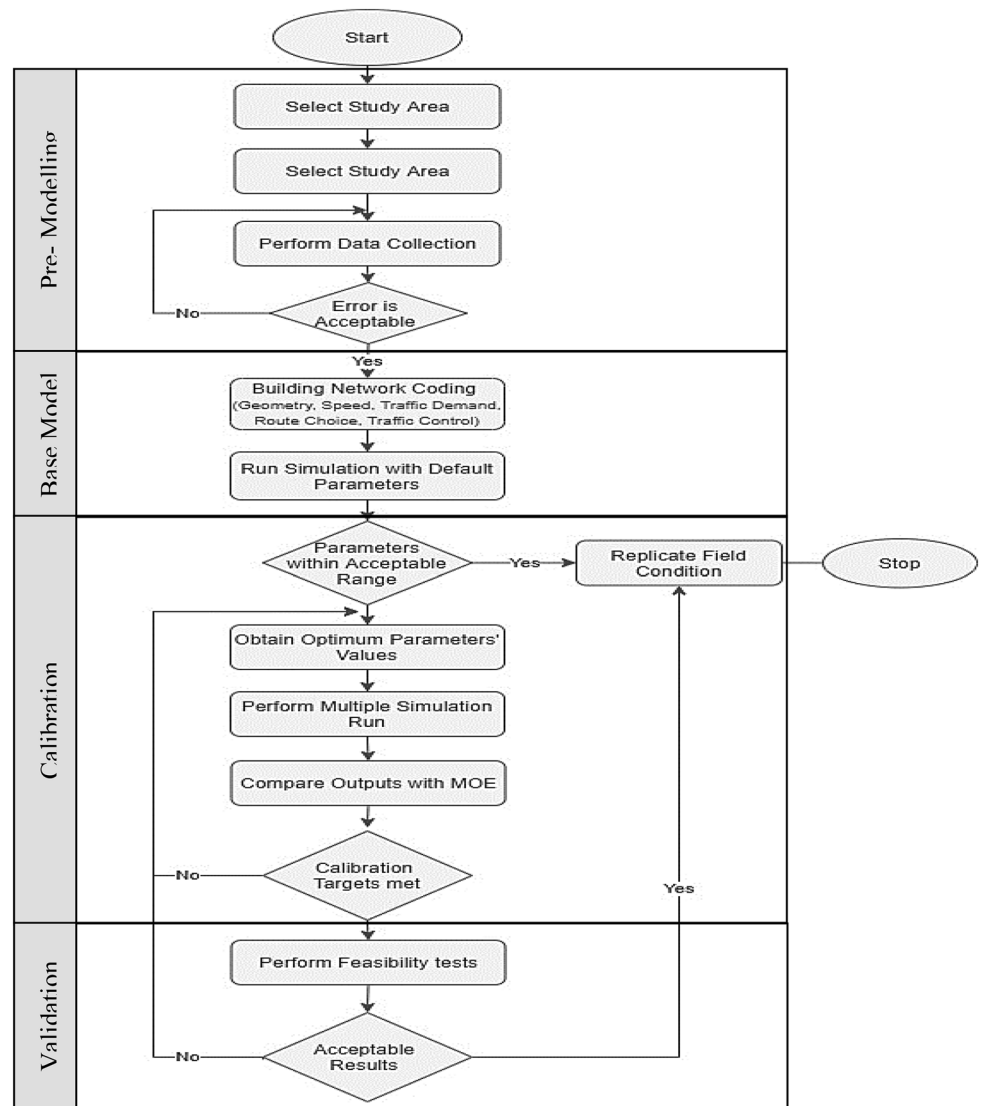 Start
Pre- Modelling
Select Study Area
Select Study Area
Perform Data Collection
Error is
Acceptable
No
Yes
Base Model
Building Network Coding
(Geometry, Speed, Traffic Demand,
Route Choice, Traffic Control)
Run Simulation with Default
Parameters
Calibration
Parameters
within Acceptable
Range
Yes
Replicate Field
Condition
Stop
Obtain Optimum Parameters'
Values
Perform Multiple Simulation
Run
Compare Outputs with MOE
Calibration
Targets met
No
Yes
Validation
Perform Feasibility tests
Acceptable
Results
No